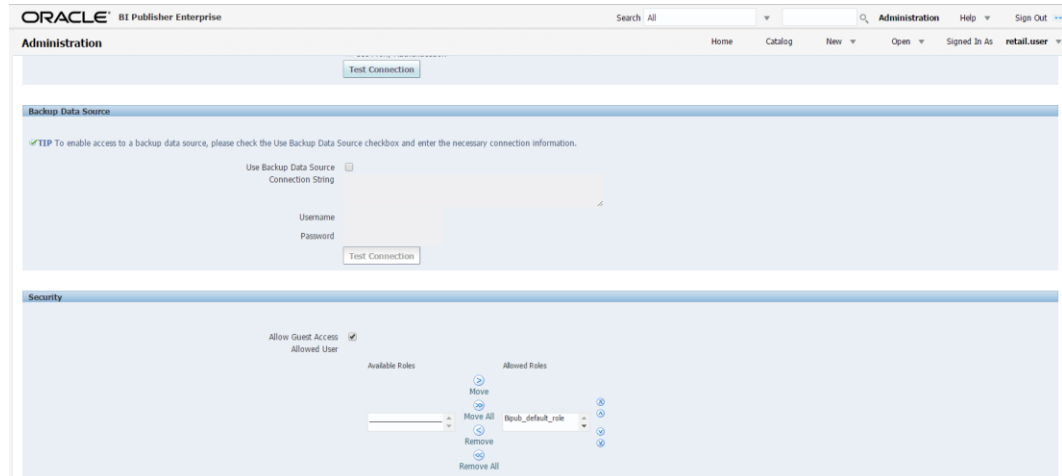 ORACLE BI Publisher Enterprise Search All Administration Help Sign Out
Administration Home Catalog New Open Signed In As retail.user
Test Connection
Backup Data Source
TIP To enable access to a backup data source, please check the Use Backup Data Source checkbox and enter the necessary connection information.
Use Backup Data Source
Connection String
Username
Password
Test Connection
Security
Allow Guest Access
Allowed User
Available Roles Allowed Roles
Move
Move All Bipub_default_role
Remove
Remove All